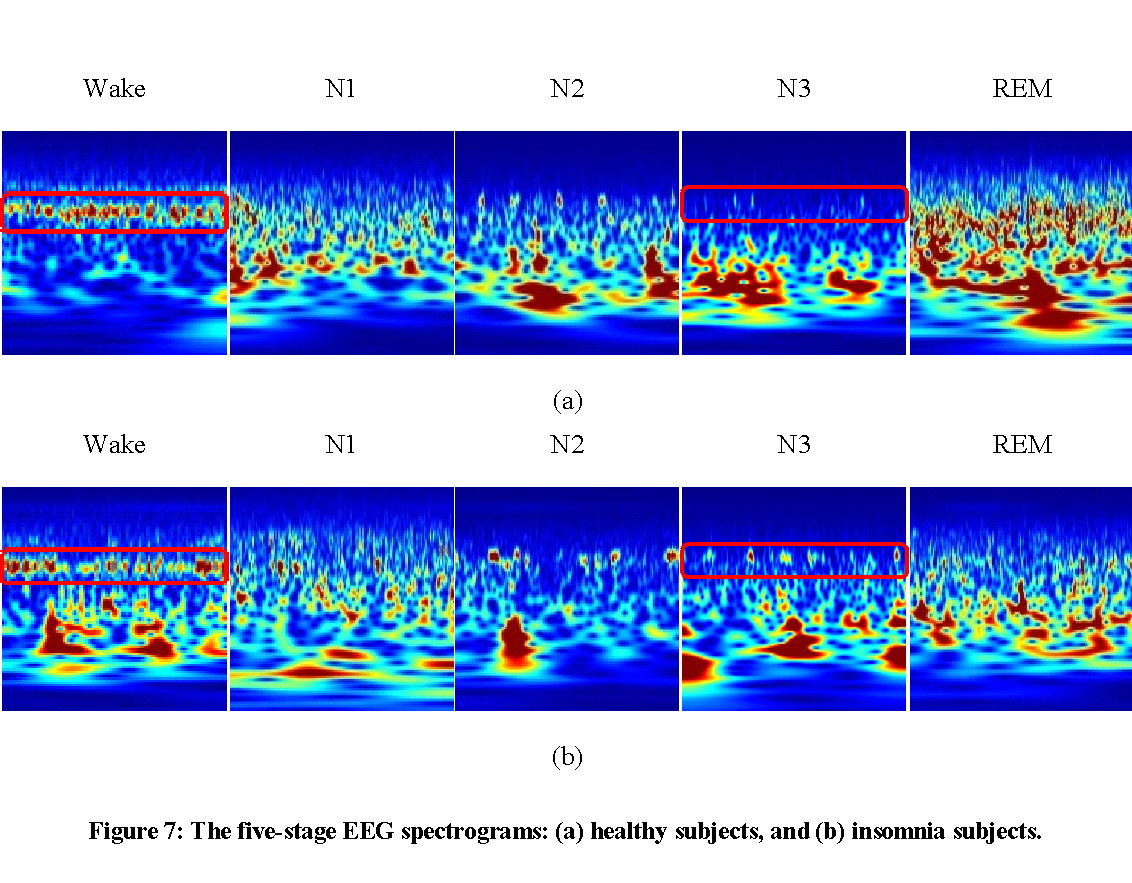 Wake N1 N2 N3 REM
(a)
Wake N1 N2 N3 REM
(b)
Figure 7: The five-stage EEG spectrograms: (a) healthy subjects, and (b) insomnia subjects.